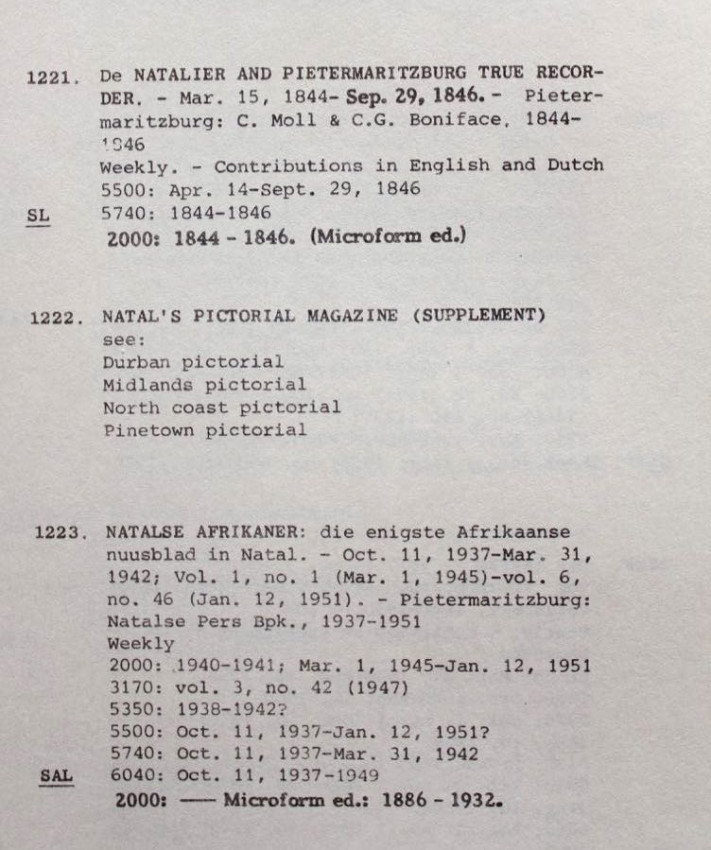 1221. De NATALIER AND PIETERMARITZBURG TRUE RECOR-
DER. - Mar. 15, 1844- Sep. 29, 1846. - Pieter-
maritzburg: C. Moll & C.G. Boniface, 1844-
1846
Weekly. - Contributions in English and Dutch
5500: Apr. 14-Sept. 29, 1846
SL 5740: 1844-1846
2000: 1844 - 1846. (Microform ed.)
1222. NATAL'S PICTORIAL MAGAZINE (SUPPLEMENT)
see:
Durban pictorial
Midlands pictorial
North coast pictorial
Pinetown pictorial
1223. NATALSE AFRIKANER: die enigste Afrikaanse
nuusblad in Natal. - Oct. 11, 1937-Mar. 31,
1942; Vol. 1, no. 1 (Mar. 1, 1945)-vol. 6,
no. 46 (Jan. 12, 1951). - Pietermaritzburg:
Natalse Pers Bpk., 1937-1951
Weekly
2000: 1940-1941; Mar. 1, 1945-Jan. 12, 1951
3170: vol. 3, no. 42 (1947)
5350: 1938-1942?
5500: Oct. 11, 1937-Jan. 12, 1951?
5740: Oct. 11, 1937-Mar. 31, 1942
SAL 6040: Oct. 11, 1937-1949
2000: — Microform ed.: 1886 - 1932.